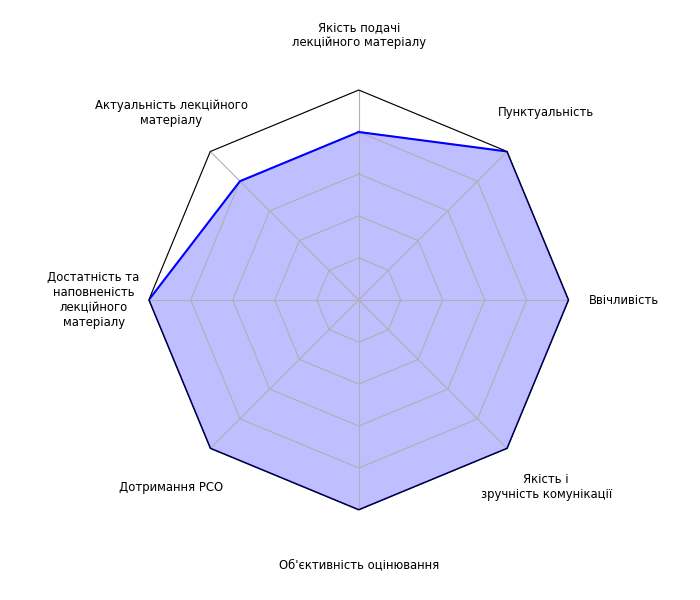 Якість подачі
лекційного матеріалу
Актуальність лекційного
матеріалу
Пунктуальність
Достатність та
наповненість
лекційного
матеріалу
Ввічливість
Дотримання РСО
Якість і
зручність комунікації
Об'єктивність оцінювання